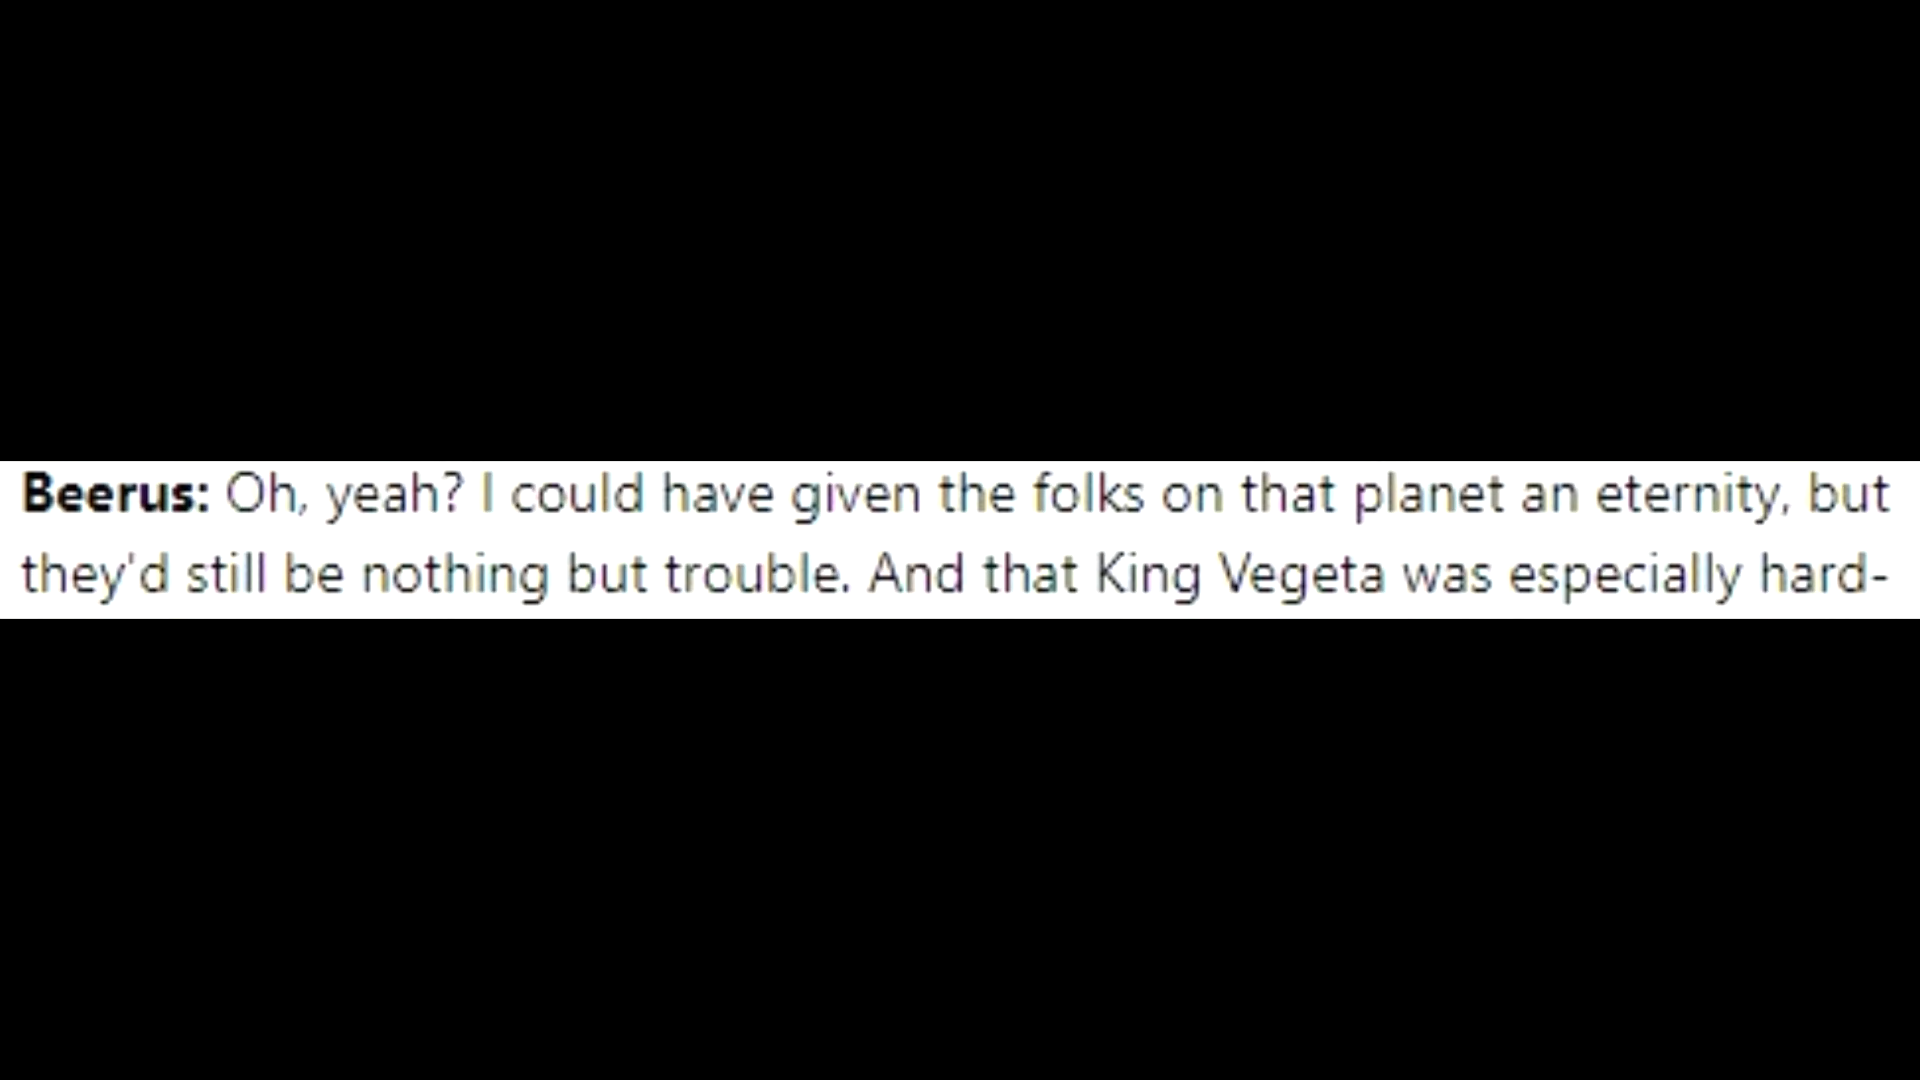 Beerus: Oh, yeah? I could have given the folks on that planet an eternity, but
they'd still be nothing but trouble. And that King Vegeta was especially hard-